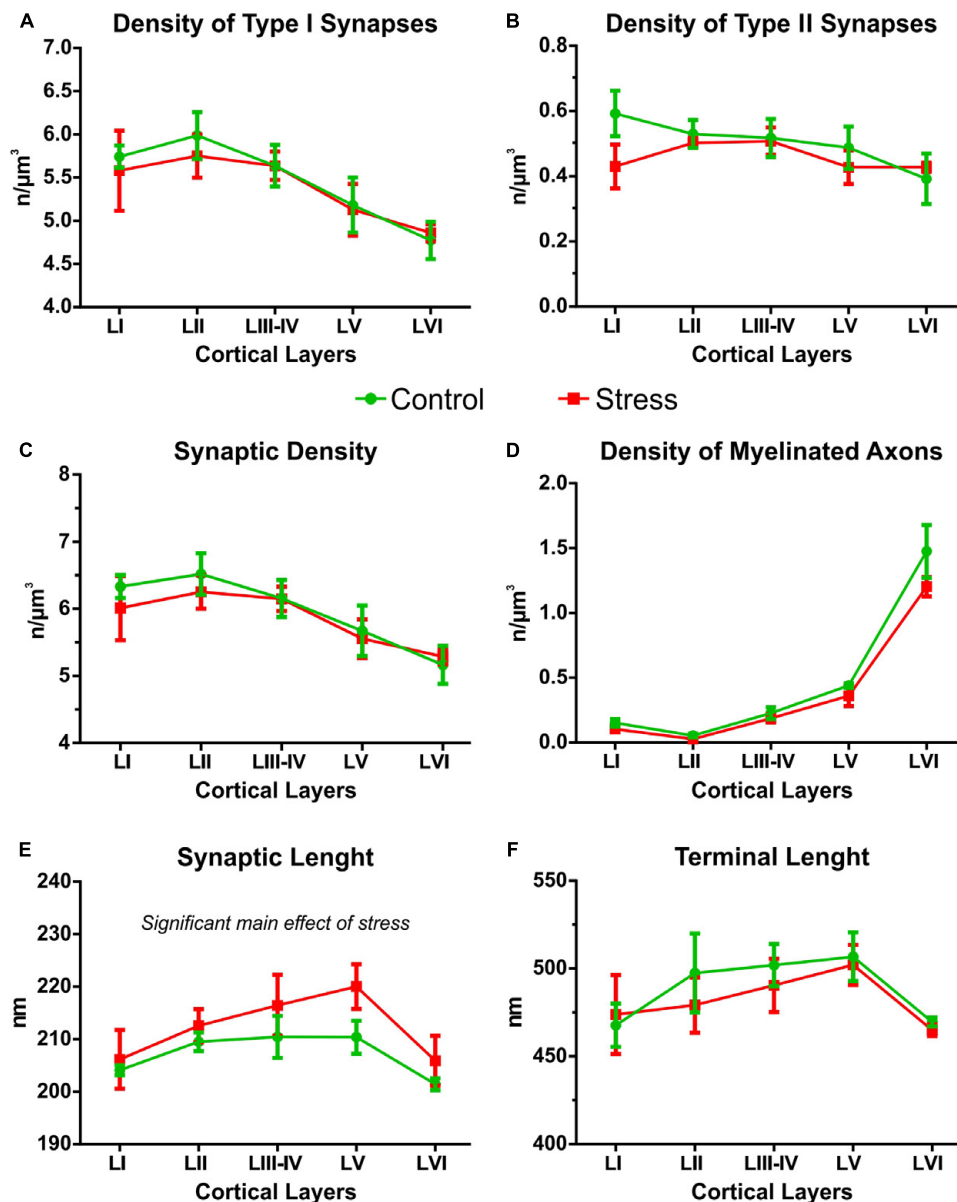 A
Density of Type I Synapses
7.0
6.5
6.0
5.5
5.0
4.5
4.0
n/µm³
LI LII LIII-IV LV LVI
Cortical Layers
B
Density of Type II Synapses
0.8
0.6
0.4
0.2
0.0
n/µm³
LI LII LIII-IV LV LVI
Cortical Layers
Control
Stress
C
Synaptic Density
8
7
6
5
4
n/µm³
LI LII LIII-IV LV LVI
Cortical Layers
D
Density of Myelinated Axons
2.0
1.5
1.0
0.5
0.0
n/µm³
LI LII LIII-IV LV LVI
Cortical Layers
E
Synaptic Lenght
240
230
220
210
200
190
nm
Significant main effect of stress
LI LII LIII-IV LV LVI
Cortical Layers
F
Terminal Lenght
550
500
450
400
nm
LI LII LIII-IV LV LVI
Cortical Layers